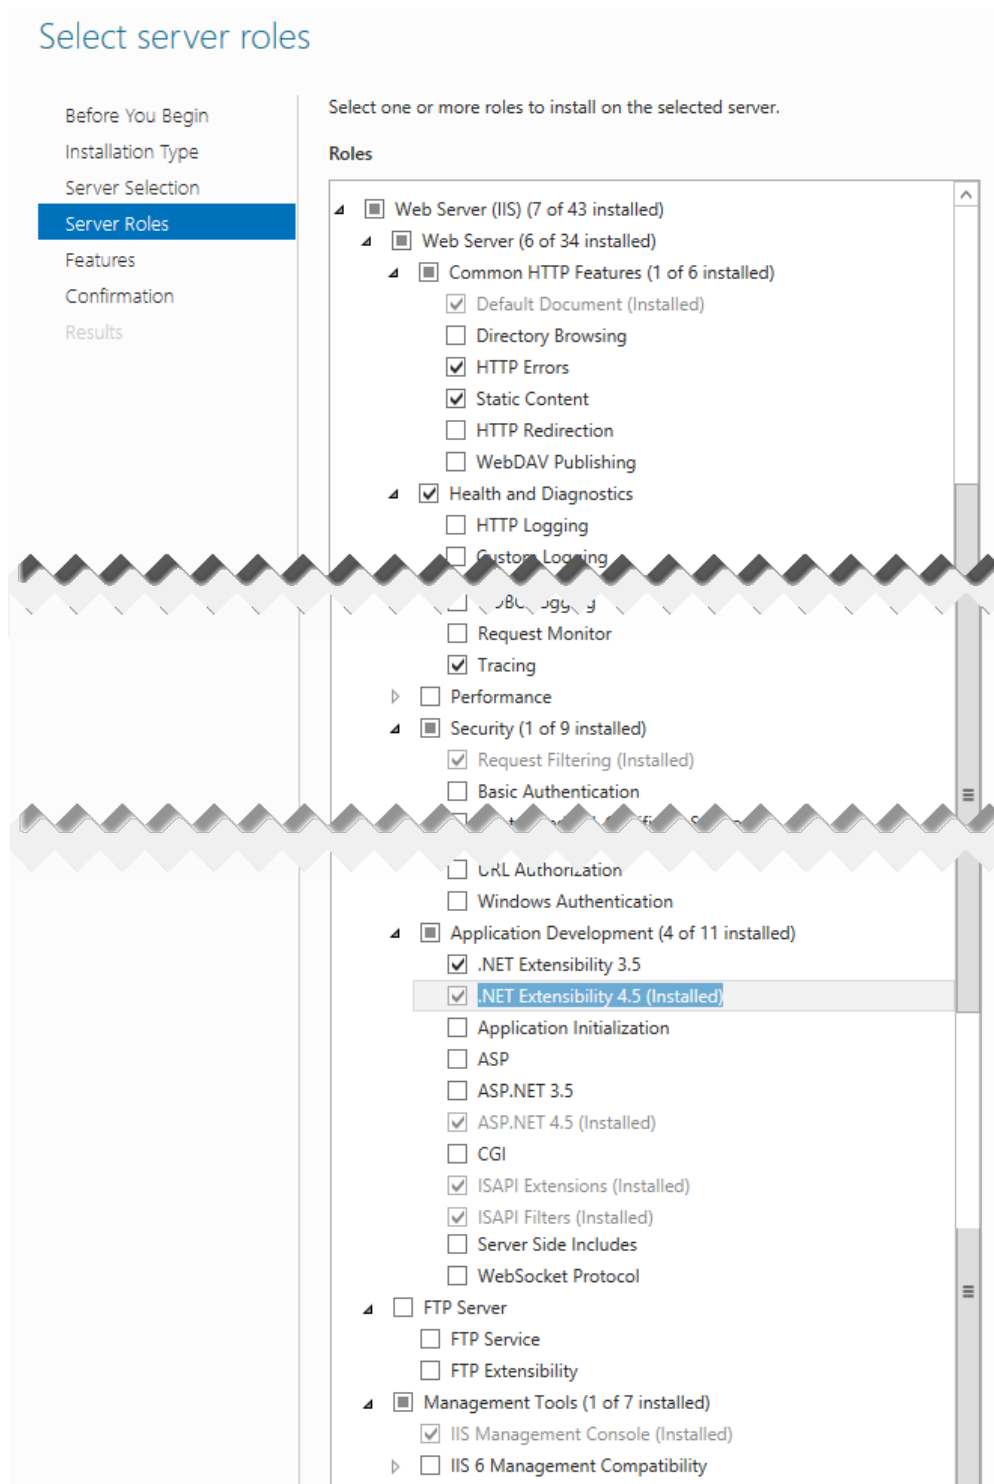 Select server roles
Before You Begin
Installation Type
Server Selection
Server Roles
Features
Confirmation
Results
Select one or more roles to install on the selected server.
Roles
Web Server (IIS) (7 of 43 installed)
Web Server (6 of 34 installed)
Common HTTP Features (1 of 6 installed)
Default Document (Installed)
Directory Browsing
HTTP Errors
Static Content
HTTP Redirection
WebDAV Publishing
Health and Diagnostics
HTTP Logging
Custom Logging
Request Monitor
Tracing
Performance
Security (1 of 9 installed)
Request Filtering (Installed)
Basic Authentication
URL Authorization
Windows Authentication
Application Development (4 of 11 installed)
.NET Extensibility 3.5
.NET Extensibility 4.5 (Installed)
Application Initialization
ASP
ASP.NET 3.5
ASP.NET 4.5 (Installed)
CGI
ISAPI Extensions (Installed)
ISAPI Filters (Installed)
Server Side Includes
WebSocket Protocol
FTP Server
FTP Service
FTP Extensibility
Management Tools (1 of 7 installed)
IIS Management Console (Installed)
IIS 6 Management Compatibility